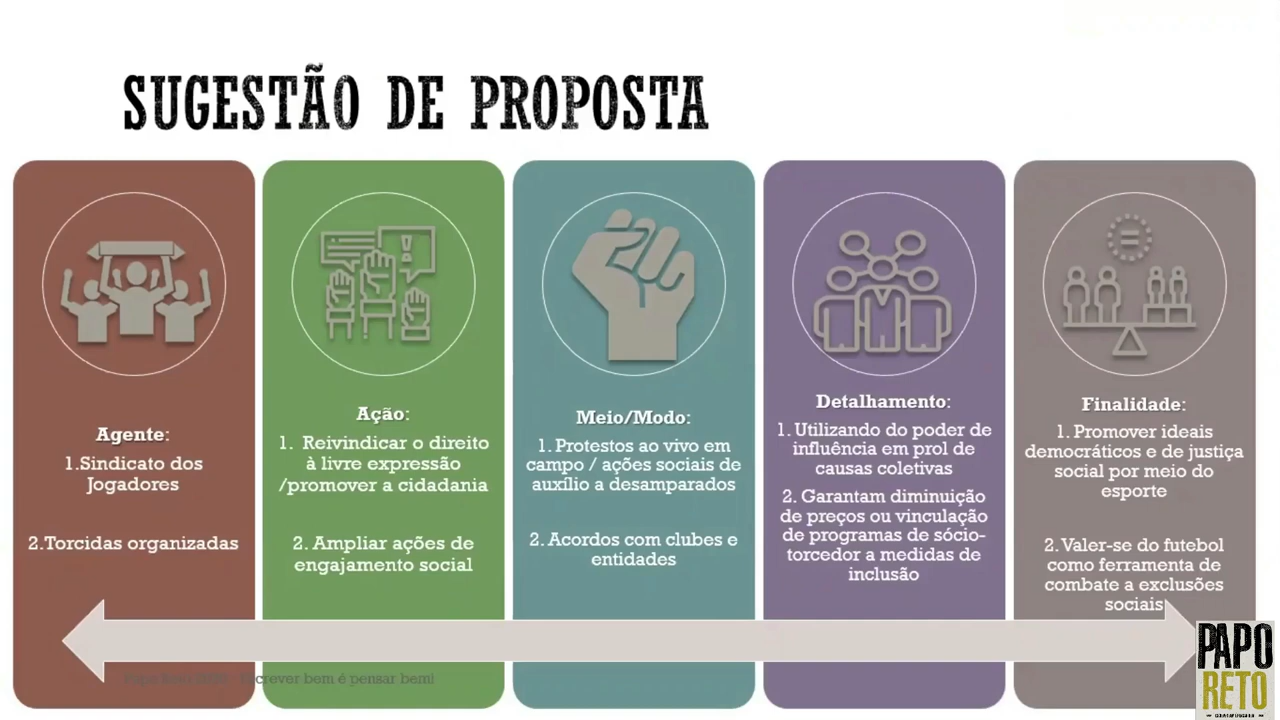 SUGESTÃO DE PROPOSTA
Agente:
1.Sindicato dos
Jogadores
2.Torcidas organizadas
Ação:
1. Reivindicar o direito
à livre expressão
/promover a cidadania
2. Ampliar ações de
engajamento social
Meio/Modo:
1. Protestos ao vivo em
campo / ações sociais de
auxílio a desamparados
2. Acordos com clubes e
entidades
Detalhamento:
1. Utilizando do poder de
influência em prol de
causas coletivas
2. Garantam diminuição
de preços ou vinculação
de programas de sócio-
torcedor a medidas de
inclusão
Finalidade:
1. Promover ideais
democráticos e de justiça
social por meio do
esporte
2. Valer-se do futebol
como ferramenta de
combate a exclusões
sociais
Escrever bem é pensar bem!
PAPO
RETO